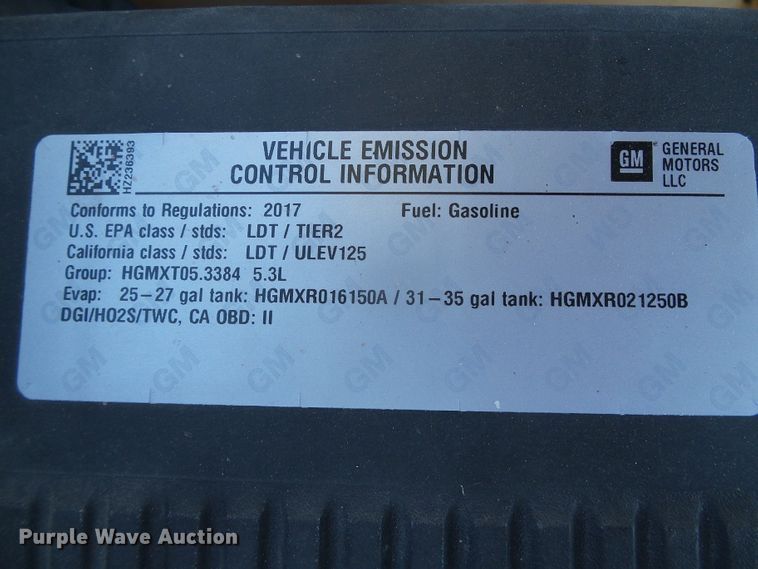 HZ236393
VEHICLE EMISSION
CONTROL INFORMATION
GM
GENERAL
MOTORS
LLC
Conforms to Regulations: 2017 Fuel: Gasoline
U.S. EPA class / stds: LDT / TIER2
California class / stds: LDT / ULEV125
Group: HGMXT05.3384 5.3L
Evap: 25-27 gal tank: HGMXR016150A / 31-35 gal tank: HGMXR021250B
DGI/HO2S/TWC, CA OBD: II
Purple Wave Auction